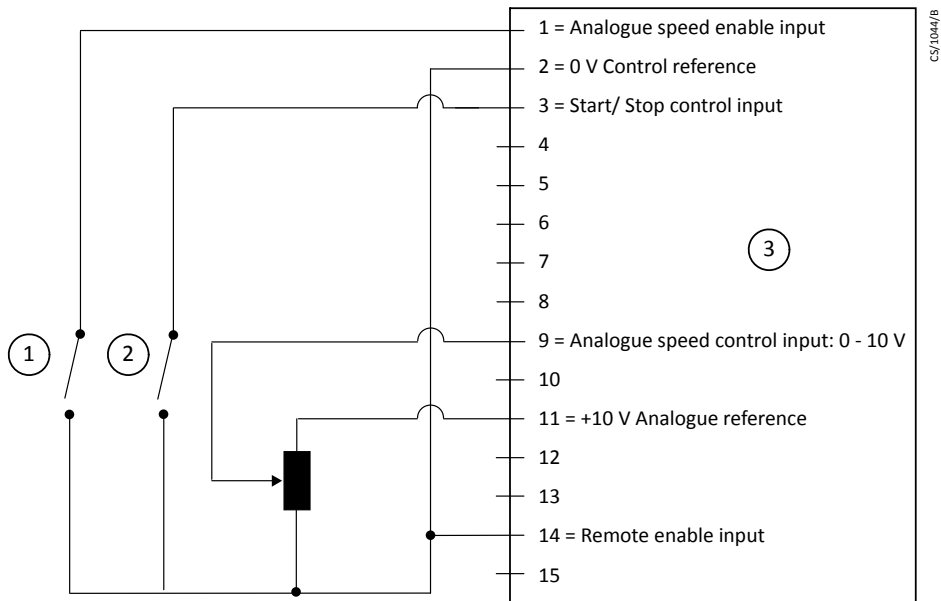 1 = Analogue speed enable input
2 = 0 V Control reference
3 = Start/ Stop control input
4
5
6
7
8
9 = Analogue speed control input: 0 - 10 V
10
11 = +10 V Analogue reference
12
13
14 = Remote enable input
15
1
2
3
CS/1044/B